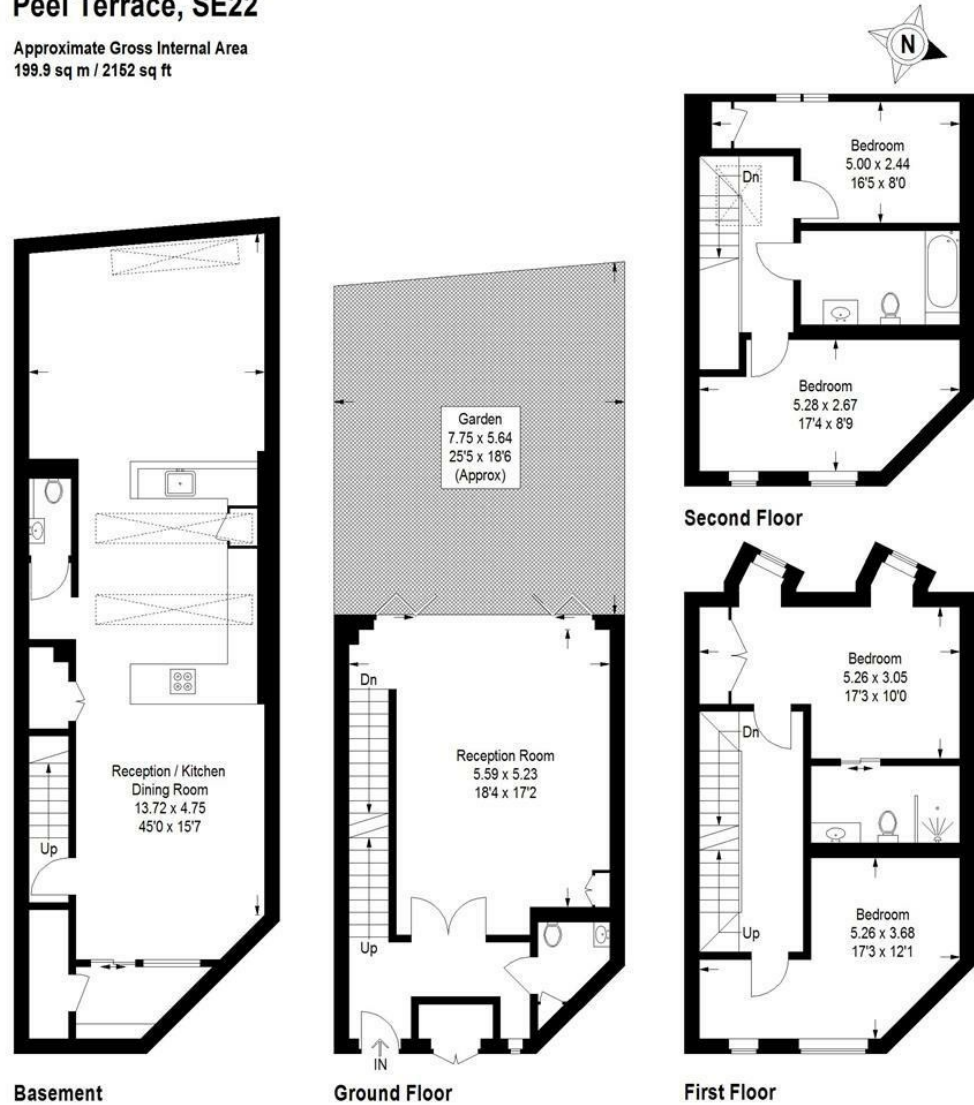 Peel Terrace, SE22
Approximate Gross Internal Area
199.9 sq m / 2152 sq ft
N
Reception / Kitchen
Dining Room
13.72 x 4.75
45'0 x 15'7
Up
Basement
Garden
7.75 x 5.64
25'5 x 18'6
(Approx)
Dn
Reception Room
5.59 x 5.23
18'4 x 17'2
Up
IN
Ground Floor
Bedroom
5.00 x 2.44
16'5 x 8'0
Dn
Bedroom
5.28 x 2.67
17'4 x 8'9
Second Floor
Bedroom
5.26 x 3.05
17'3 x 10'0
Dn
Up
Bedroom
5.26 x 3.68
17'3 x 12'1
First Floor